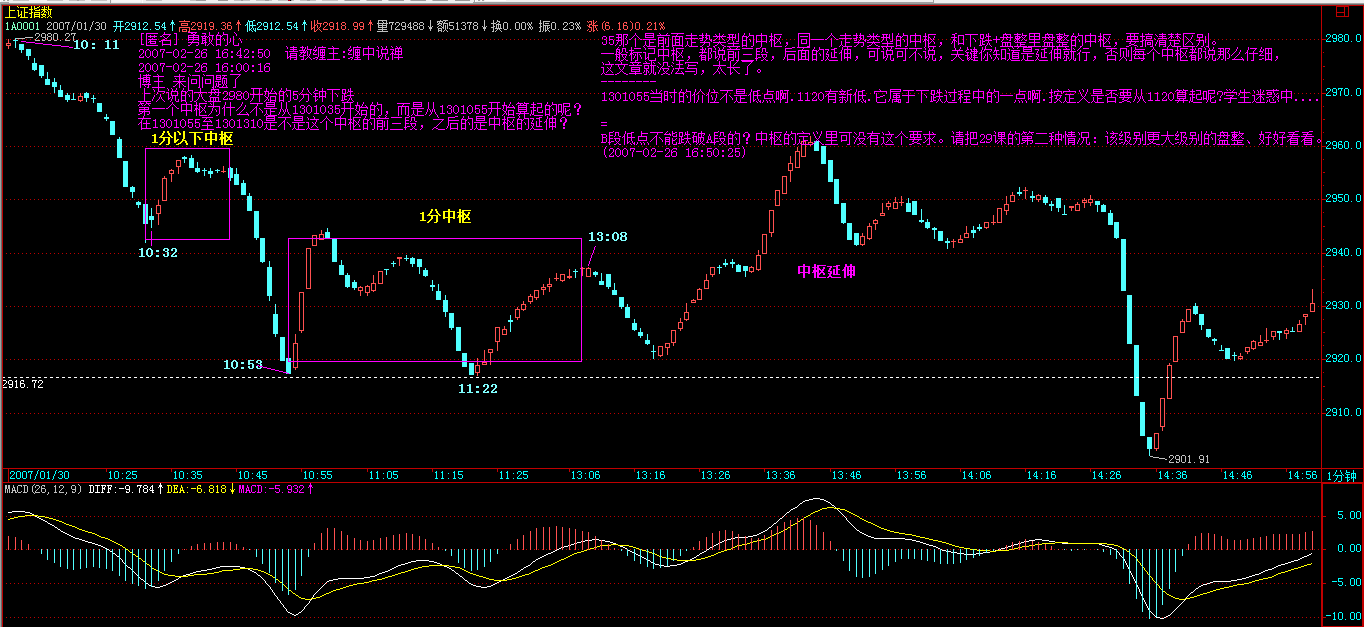 上证指数
1A0001 2007/01/30 开2912.54↑高2919.36↑低2912.54↑收2918.99↑量729488↓额51378↓换0.00% 振0.23% 涨(6.16)0.21%
2980.27
10：11
[匿名] 勇敢的心
2007-02-26 16:42:50 请教缠主:缠中说禅
2007-02-26 16:00:16
博主 来问问题了
上次说的大盘2980开始的5分钟下跌
第一个中枢为什么不是从1301035开始的，而是从1301055开始算起的呢？
在1301055至1301310是不是这个中枢的前三段，之后的是中枢的延伸？
35那个是前面走势类型的中枢，同一个走势类型的中枢，和下跌+盘整里盘整的中枢，要搞清楚区别。
一般标记中枢，都说前三段，后面的延伸，可说可不说，关键你知道是延伸就行，否则每个中枢都说那么仔细，
这文章就没法写，太长了。
1301055当时的价位不是低点啊.1120有新低.它属于下跌过程中的一点啊.按定义是否要从1120算起呢?学生迷惑中....
=
B段低点不能跌破A段的？中枢的定义里可没有这个要求。请把29课的第二种情况：该级别更大级别的盘整、好好看看。
(2007-02-26 16:50:25)
1分以下中枢
10:32
1分中枢
10:53
11:22
13:08
中枢延伸
2916.72
2901.91
2980.0
2970.0
2960.0
2950.0
2940.0
2930.0
2920.0
2910.0
2007/01/30 10:25 10:35 10:45 10:55 11:05 11:15 11:25 13:06 13:16 13:26 13:36 13:46 13:56 14:06 14:16 14:26 14:36 14:46 14:56 1分钟
MACD(26,12,9) DIFF:-9.784↑DEA:-6.818↓MACD:-5.932↑
5.00
0.00
-5.00
-10.00